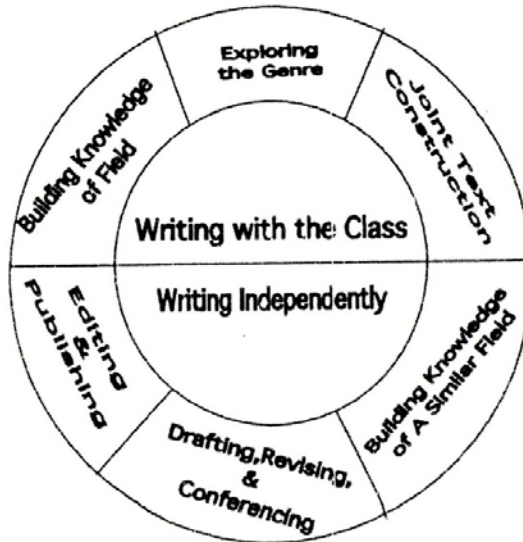 Exploring
the Genre
Building Knowledge
of Field
Joint Text
Construction
Writing with the Class
Writing Independently
Editing
&
Publishing
Building Knowledge
of A Similar Field
Drafting,Revising,
&
Conferencing